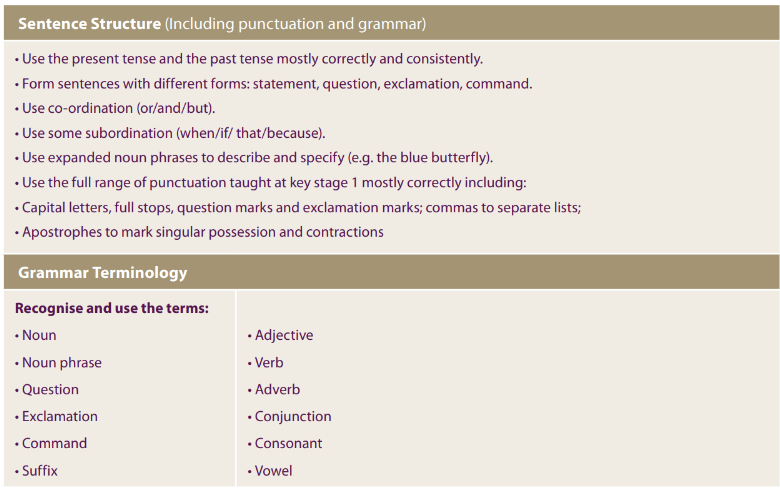 Sentence Structure (Including punctuation and grammar)
• Use the present tense and the past tense mostly correctly and consistently.
• Form sentences with different forms: statement, question, exclamation, command.
• Use co-ordination (or/and/but).
• Use some subordination (when/if/ that/because).
• Use expanded noun phrases to describe and specify (e.g. the blue butterfly).
• Use the full range of punctuation taught at key stage 1 mostly correctly including:
• Capital letters, full stops, question marks and exclamation marks; commas to separate lists;
• Apostrophes to mark singular possession and contractions
Grammar Terminology
Recognise and use the terms:
• Noun
• Noun phrase
• Question
• Exclamation
• Command
• Suffix
• Adjective
• Verb
• Adverb
• Conjunction
• Consonant
• Vowel